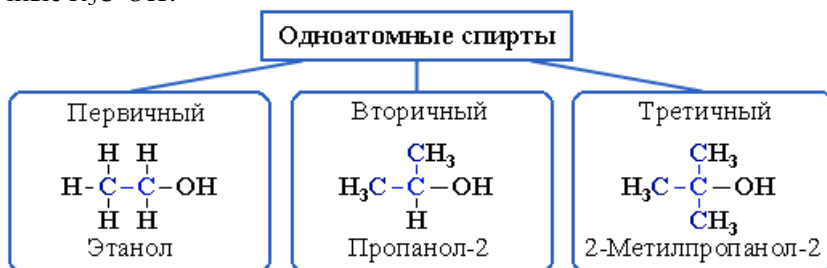 Одноатомные спирты
Первичный
H H
H-C-C-OH
H H
Этанол
Вторичный
CH₃
H₃C-C-OH
H
Пропанол-2
Третичный
CH₃
H₃C-C-OH
CH₃
2-Метилпропанол-2